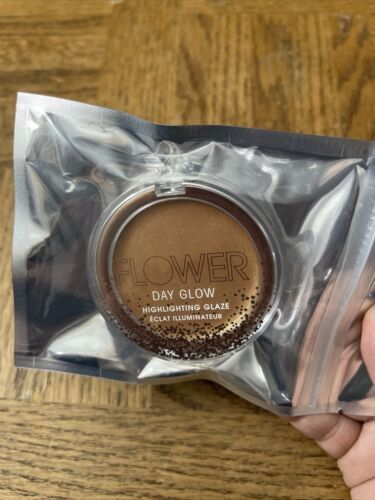 FLOWER
DAY GLOW
HIGHLIGHTING GLAZE
ÉCLAT ILLUMINATEUR